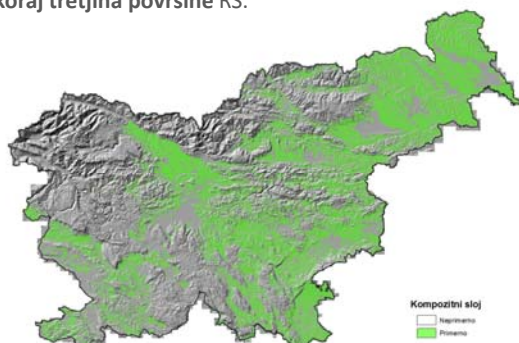 koraj tretjina površine RS.
Kompozitni sloj
Neprimerno
Primerno